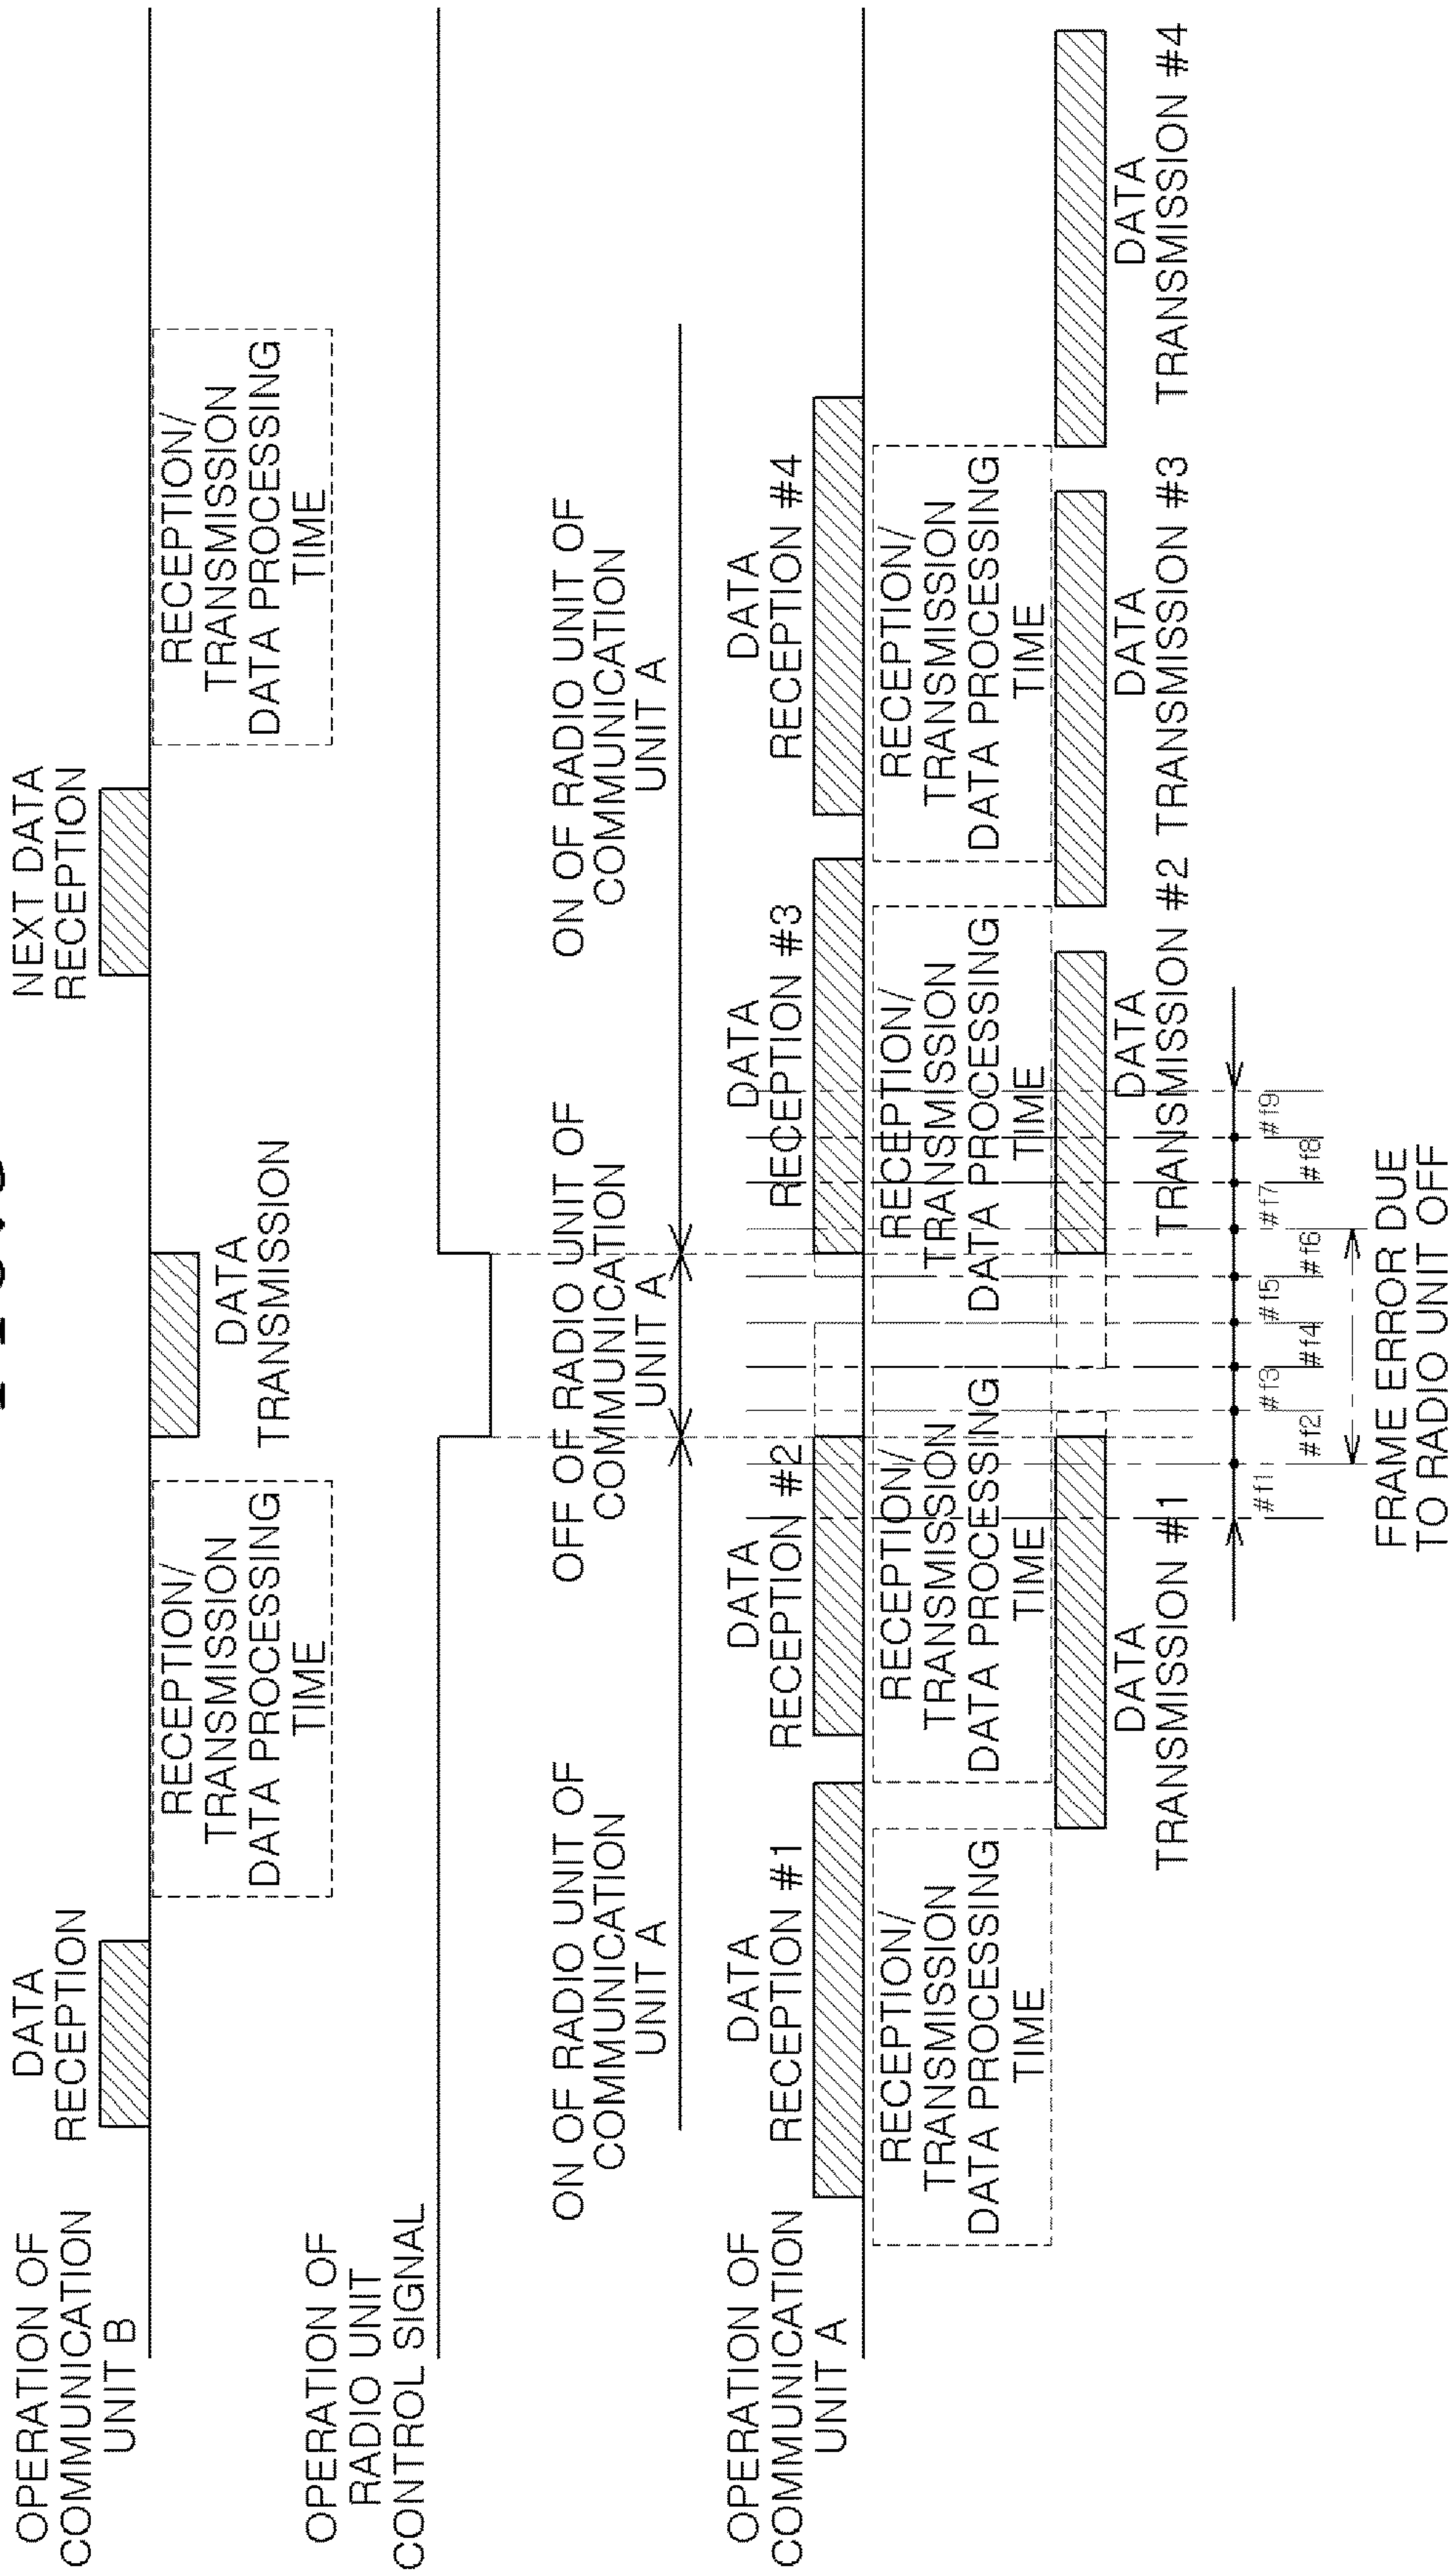 OPERATION OF
COMMUNICATION
UNIT B
DATA
RECEPTION
RECEPTION/
TRANSMISSION
DATA PROCESSING
TIME
DATA
TRANSMISSION
NEXT DATA
RECEPTION
RECEPTION/
TRANSMISSION
DATA PROCESSING
TIME
OPERATION OF
RADIO UNIT
CONTROL SIGNAL
ON OF RADIO UNIT OF
COMMUNICATION
UNIT A
OFF OF RADIO UNIT OF
COMMUNICATION
UNIT A
ON OF RADIO UNIT OF
COMMUNICATION
UNIT A
OPERATION OF
COMMUNICATION
UNIT A
DATA
RECEPTION #1
DATA
RECEPTION #2
DATA
RECEPTION #3
DATA
RECEPTION #4
RECEPTION/
TRANSMISSION
DATA PROCESSING
TIME
RECEPTION/
TRANSMISSION
DATA PROCESSING
TIME
RECEPTION/
TRANSMISSION
DATA PROCESSING
TIME
RECEPTION/
TRANSMISSION
DATA PROCESSING
TIME
DATA
TRANSMISSION #1
DATA
TRANSMISSION #2
DATA
TRANSMISSION #3
DATA
TRANSMISSION #4
#f1
#f2
#f3
#f4
#f5
#f6
#f7
#f8
#f9
FRAME ERROR DUE
TO RADIO UNIT OFF